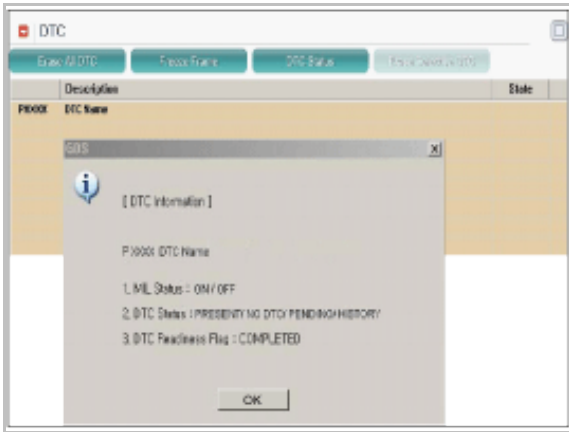 DTC
Erase All DTC Freeze Frame DTC Status
Description State
PXXXX DTC Name
GDS
[ DTC Information ]
PXXXX DTC Name
1. MIL Status : ON / OFF
2. DTC Status : PRESENT/ NO DTC/ PENDING/ HISTORY
3. DTC Readiness Flag : COMPLETED
OK